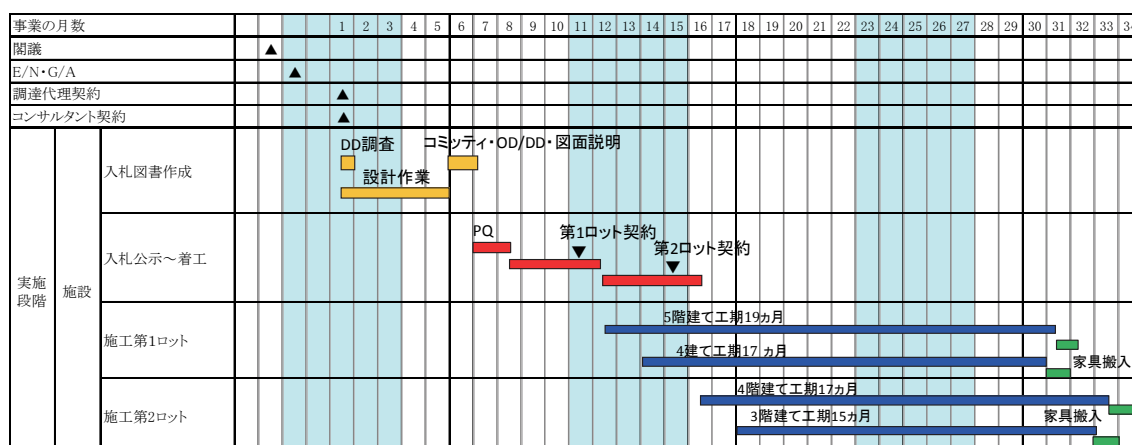 事業の月数 1 2 3 4 5 6 7 8 9 10 11 12 13 14 15 16 17 18 19 20 21 22 23 24 25 26 27 28 29 30 31 32 33 34
閣議 ▲
E/N・G/A ▲
調達代理契約 ▲
コンサルタント契約 ▲
実施段階
施設
入札図書作成
DD調査
コミッティ・OD/DD・図面説明
設計作業
入札公示～着工
PQ
第1ロット契約
▼
第2ロット契約
▼
施工第1ロット
5階建て工期19ヵ月
4建て工期17 ヵ月
家具搬入
施工第2ロット
4階建て工期17ヵ月
3階建て工期15ヵ月
家具搬入